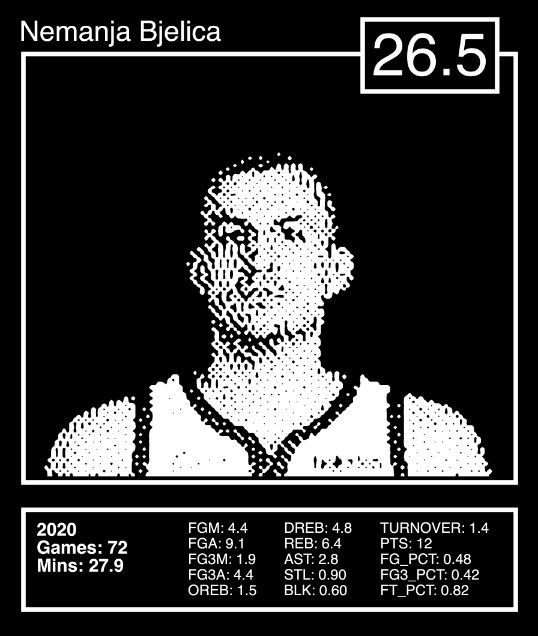 Nemanja Bjelica
26.5
2020
Games: 72
Mins: 27.9
FGM: 4.4
FGA: 9.1
FG3M: 1.9
FG3A: 4.4
OREB: 1.5
DREB: 4.8
REB: 6.4
AST: 2.8
STL: 0.90
BLK: 0.60
TURNOVER: 1.4
PTS: 12
FG_PCT: 0.48
FG3_PCT: 0.42
FT_PCT: 0.82